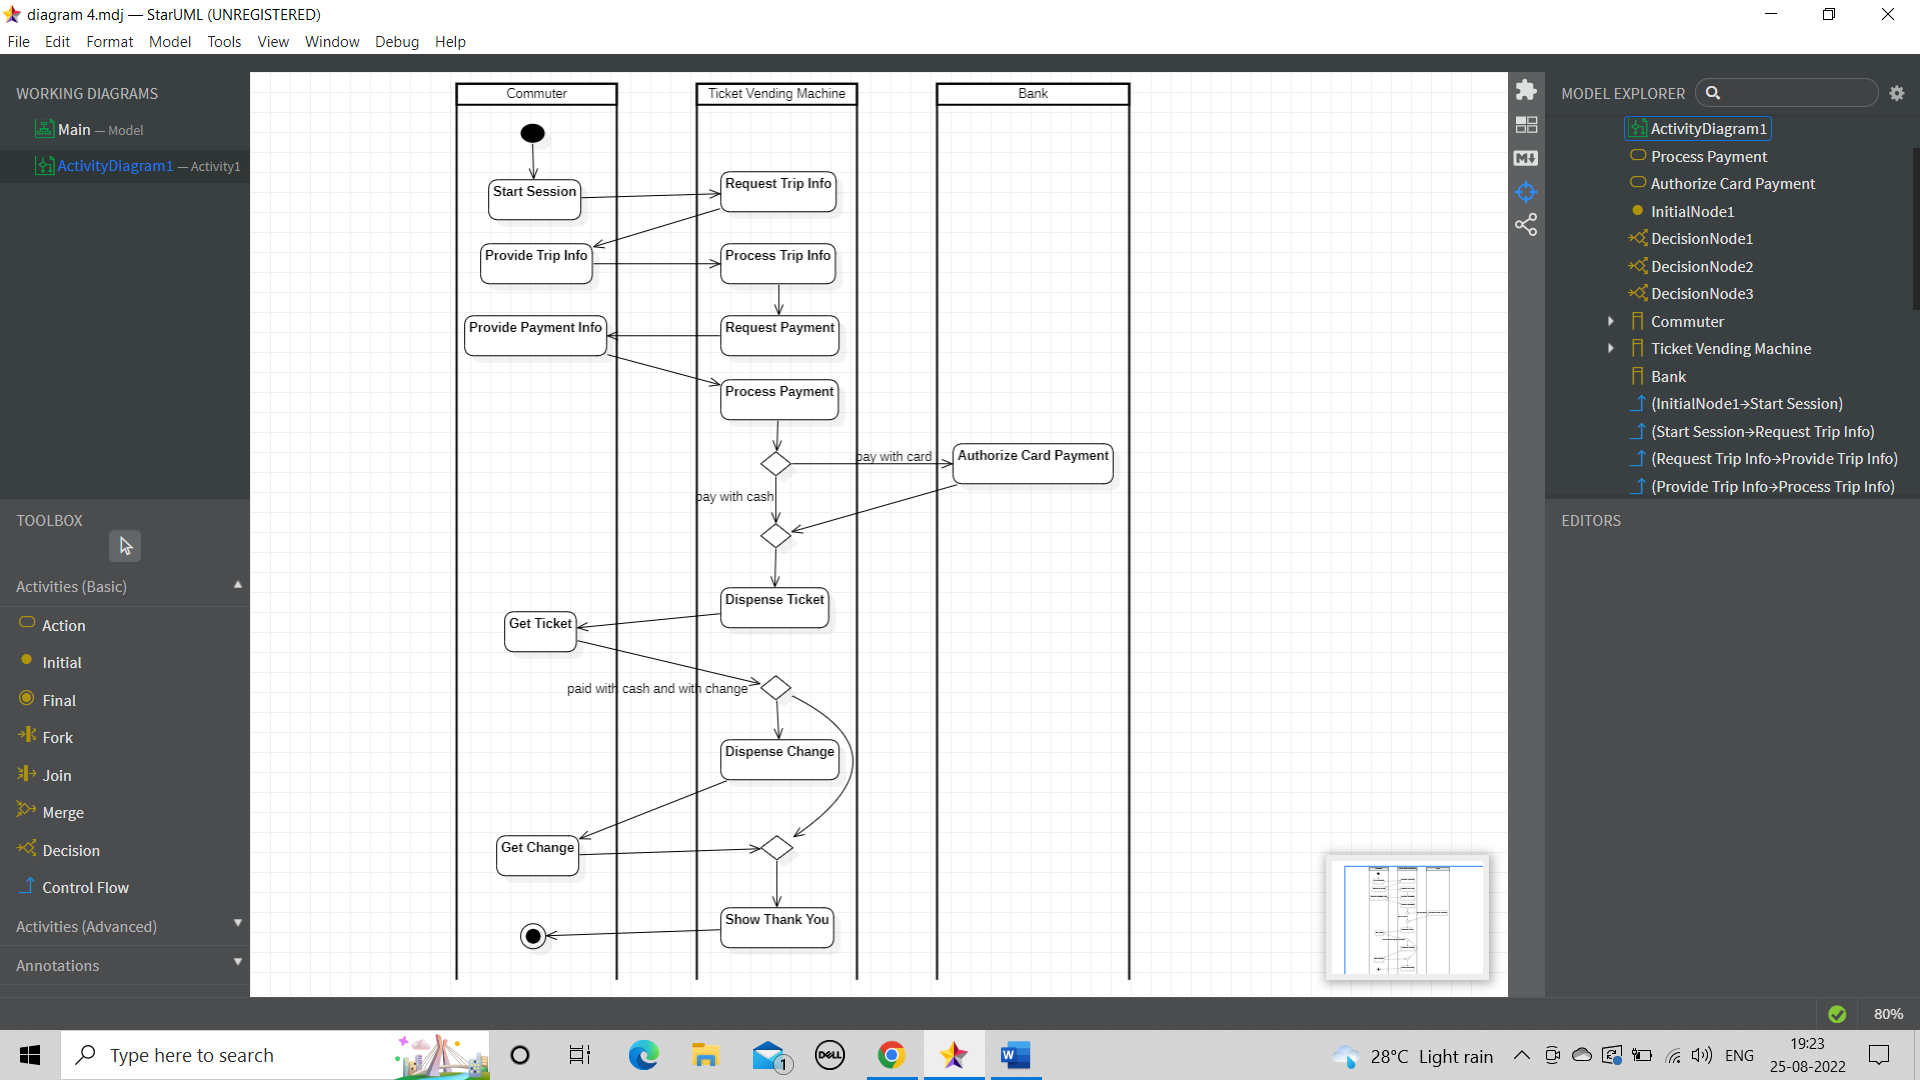 diagram 4.mdj — StarUML (UNREGISTERED)
File Edit Format Model Tools View Window Debug Help
WORKING DIAGRAMS
Main — Model
ActivityDiagram1 — Activity1
TOOLBOX
Activities (Basic)
Action
Initial
Final
Fork
Join
Merge
Decision
Control Flow
Activities (Advanced)
Annotations
Commuter
Ticket Vending Machine
Bank
Start Session
Request Trip Info
Provide Trip Info
Process Trip Info
Provide Payment Info
Request Payment
Process Payment
pay with card
Authorize Card Payment
pay with cash
Dispense Ticket
Get Ticket
paid with cash and with change
Dispense Change
Get Change
Show Thank You
MODEL EXPLORER
ActivityDiagram1
Process Payment
Authorize Card Payment
InitialNode1
DecisionNode1
DecisionNode2
DecisionNode3
Commuter
Ticket Vending Machine
Bank
(InitialNode1→Start Session)
(Start Session→Request Trip Info)
(Request Trip Info→Provide Trip Info)
(Provide Trip Info→Process Trip Info)
EDITORS
80%
Type here to search
1
DELL
W
28°C Light rain
ENG
19:23
25-08-2022